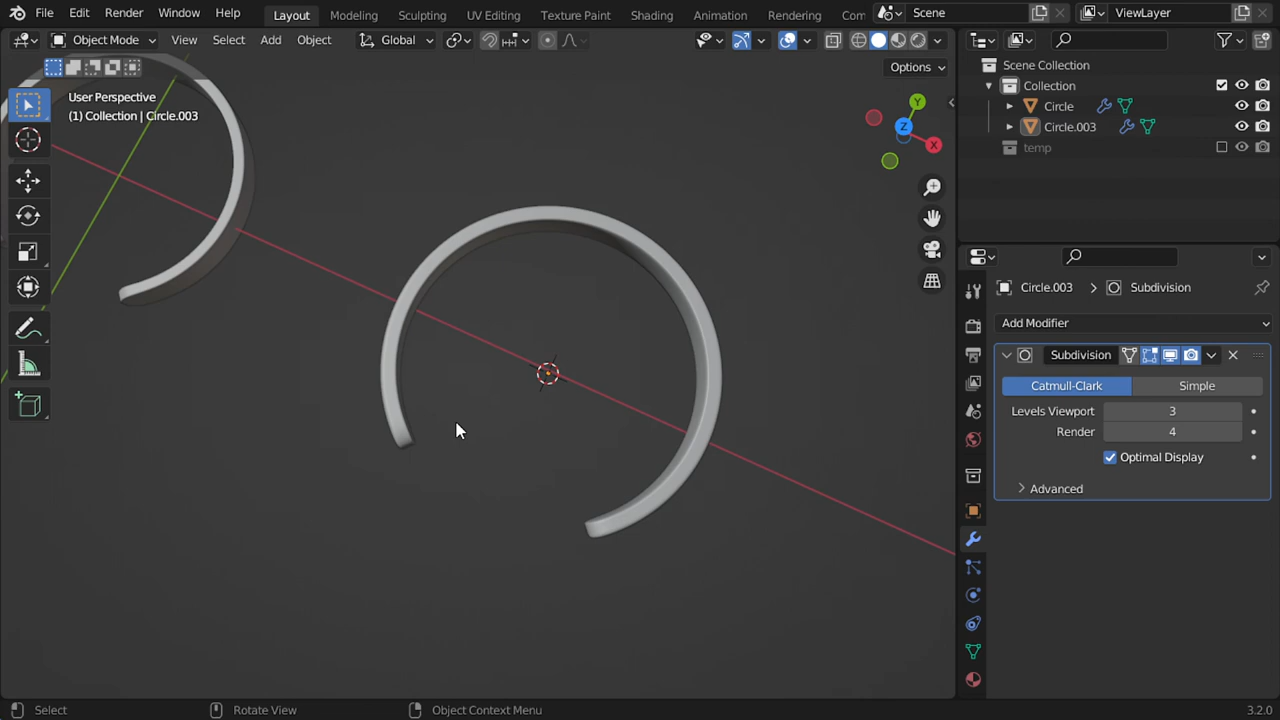 File Edit Render Window Help Layout Modeling Sculpting UV Editing Texture Paint Shading Animation Rendering Com Scene ViewLayer
Object Mode View Select Add Object Global
Options
User Perspective
(1) Collection | Circle.003
Y
Z
X
Scene Collection
Collection
Circle
Circle.003
temp
Circle.003 Subdivision
Add Modifier
Subdivision
Catmull-Clark Simple
Levels Viewport 3
Render 4
Optimal Display
Advanced
Select Rotate View Object Context Menu 3.2.0